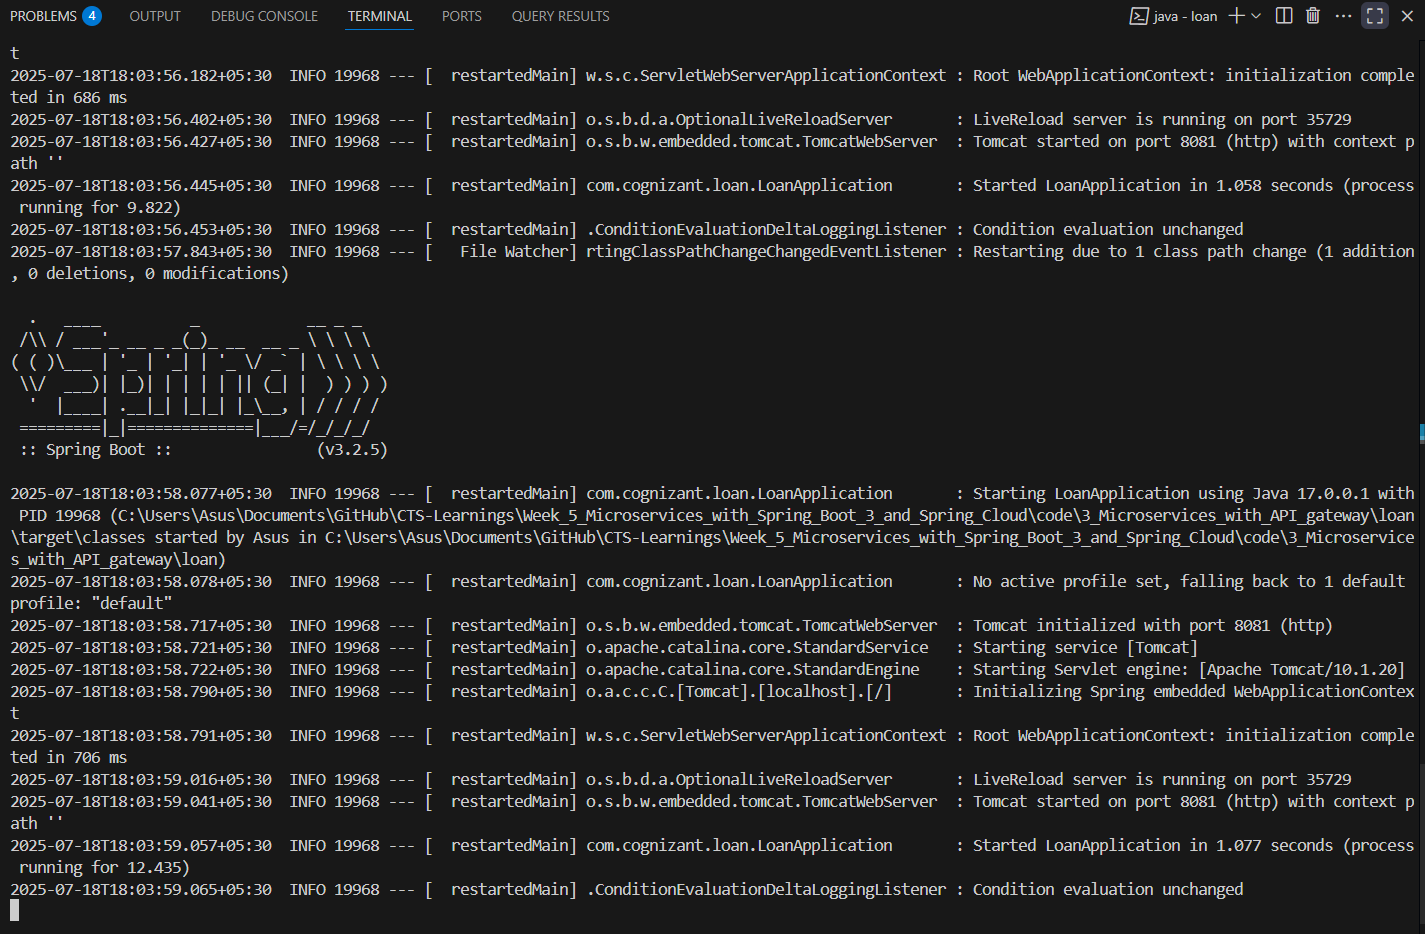 PROBLEMS 4 OUTPUT DEBUG CONSOLE TERMINAL PORTS QUERY RESULTS java - loan
t
2025-07-18T18:03:56.182+05:30  INFO 19968 --- [  restartedMain] w.s.c.ServletWebServerApplicationContext : Root WebApplicationContext: initialization comple
ted in 686 ms
2025-07-18T18:03:56.402+05:30  INFO 19968 --- [  restartedMain] o.s.b.d.a.OptionalLiveReloadServer       : LiveReload server is running on port 35729
2025-07-18T18:03:56.427+05:30  INFO 19968 --- [  restartedMain] o.s.b.w.embedded.tomcat.TomcatWebServer  : Tomcat started on port 8081 (http) with context p
ath ''
2025-07-18T18:03:56.445+05:30  INFO 19968 --- [  restartedMain] com.cognizant.loan.LoanApplication       : Started LoanApplication in 1.058 seconds (process
 running for 9.822)
2025-07-18T18:03:56.453+05:30  INFO 19968 --- [  restartedMain] .ConditionEvaluationDeltaLoggingListener : Condition evaluation unchanged
2025-07-18T18:03:57.843+05:30  INFO 19968 --- [   File Watcher] rtingClassPathChangeChangedEventListener : Restarting due to 1 class path change (1 addition
, 0 deletions, 0 modifications)
  .   ____          _            __ _ _
 /\\ / ___'_ __ _ _(_)_ __  __ _ \ \ \ \
( ( )\___ | '_ | '_| | '_ \/ _` | \ \ \ \
 \\/  ___)| |_)| | | | | || (_| |  ) ) ) )
  '  |____| .__|_| |_|_| |_\__, | / / / /
 =========|_|==============|___/=/_/_/_/
 :: Spring Boot ::                (v3.2.5)
2025-07-18T18:03:58.077+05:30  INFO 19968 --- [  restartedMain] com.cognizant.loan.LoanApplication       : Starting LoanApplication using Java 17.0.0.1 with
 PID 19968 (C:\Users\Asus\Documents\GitHub\CTS-Learnings\Week_5_Microservices_with_Spring_Boot_3_and_Spring_Cloud\code\3_Microservices_with_API_gateway\loan
\target\classes started by Asus in C:\Users\Asus\Documents\GitHub\CTS-Learnings\Week_5_Microservices_with_Spring_Boot_3_and_Spring_Cloud\code\3_Microservice
s_with_API_gateway\loan)
2025-07-18T18:03:58.078+05:30  INFO 19968 --- [  restartedMain] com.cognizant.loan.LoanApplication       : No active profile set, falling back to 1 default
profile: "default"
2025-07-18T18:03:58.717+05:30  INFO 19968 --- [  restartedMain] o.s.b.w.embedded.tomcat.TomcatWebServer  : Tomcat initialized with port 8081 (http)
2025-07-18T18:03:58.721+05:30  INFO 19968 --- [  restartedMain] o.apache.catalina.core.StandardService   : Starting service [Tomcat]
2025-07-18T18:03:58.722+05:30  INFO 19968 --- [  restartedMain] o.apache.catalina.core.StandardEngine    : Starting Servlet engine: [Apache Tomcat/10.1.20]
2025-07-18T18:03:58.790+05:30  INFO 19968 --- [  restartedMain] o.a.c.c.C.[Tomcat].[localhost].[/]       : Initializing Spring embedded WebApplicationContex
t
2025-07-18T18:03:58.791+05:30  INFO 19968 --- [  restartedMain] w.s.c.ServletWebServerApplicationContext : Root WebApplicationContext: initialization comple
ted in 706 ms
2025-07-18T18:03:59.016+05:30  INFO 19968 --- [  restartedMain] o.s.b.d.a.OptionalLiveReloadServer       : LiveReload server is running on port 35729
2025-07-18T18:03:59.041+05:30  INFO 19968 --- [  restartedMain] o.s.b.w.embedded.tomcat.TomcatWebServer  : Tomcat started on port 8081 (http) with context p
ath ''
2025-07-18T18:03:59.057+05:30  INFO 19968 --- [  restartedMain] com.cognizant.loan.LoanApplication       : Started LoanApplication in 1.077 seconds (process
 running for 12.435)
2025-07-18T18:03:59.065+05:30  INFO 19968 --- [  restartedMain] .ConditionEvaluationDeltaLoggingListener : Condition evaluation unchanged